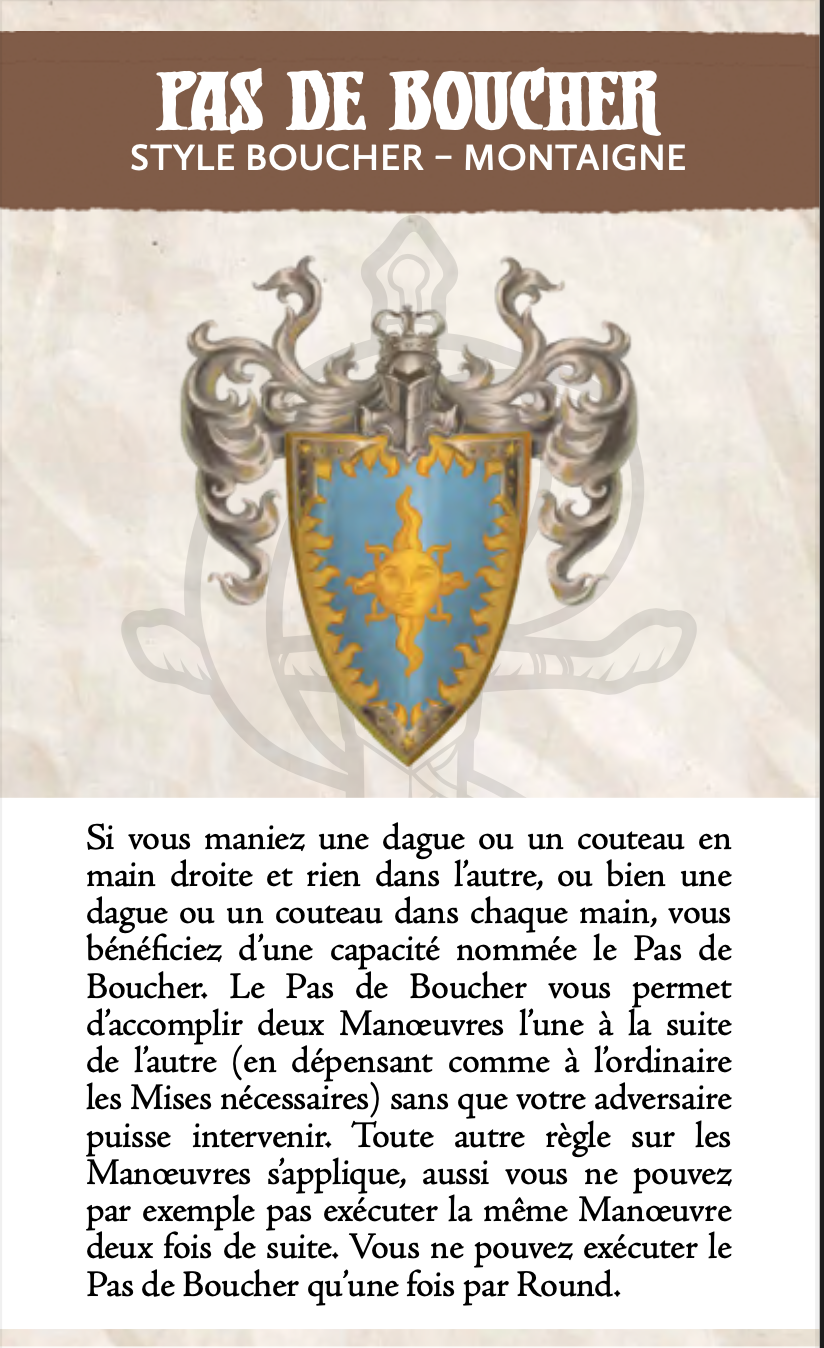 PAS DE BOUCHER
STYLE BOUCHER – MONTAIGNE
Si vous maniez une dague ou un couteau en
main droite et rien dans l'autre, ou bien une
dague ou un couteau dans chaque main, vous
bénéficiez d'une capacité nommée le Pas de
Boucher. Le Pas de Boucher vous permet
d'accomplir deux Manœuvres l'une à la suite
de l'autre (en dépensant comme à l'ordinaire
les Mises nécessaires) sans que votre adversaire
puisse intervenir. Toute autre règle sur les
Manœuvres s'applique, aussi vous ne pouvez
par exemple pas exécuter la même Manœuvre
deux fois de suite. Vous ne pouvez exécuter le
Pas de Boucher qu'une fois par Round.